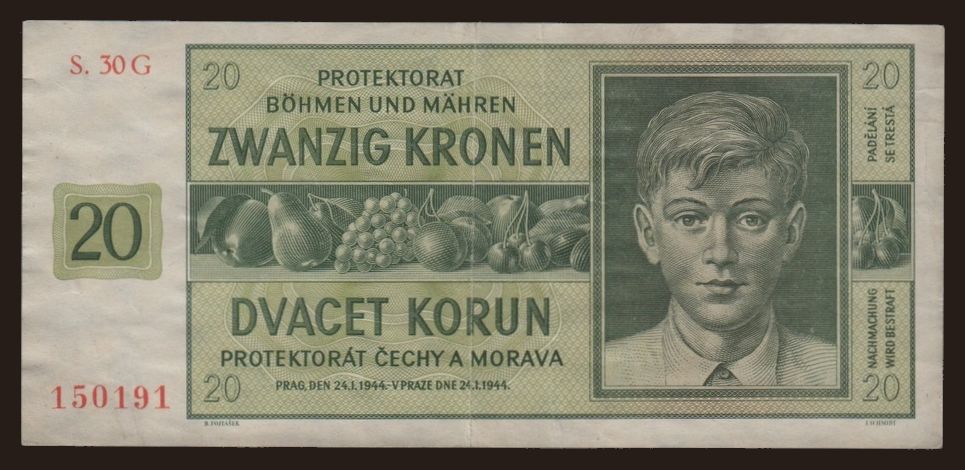 S. 30 G
20
PROTEKTORAT
BÖHMEN UND MÄHREN
ZWANZIG KRONEN
20
PADĚLÁNÍ
SE TRESTÁ
20
DVACET KORUN
PROTEKTORÁT ČECHY A MORAVA
PRAG, DEN 24.I.1944.-V PRAZE DNE 24.I.1944.
NACHMACHUNG
WIRD BESTRAFT
150191
20
20